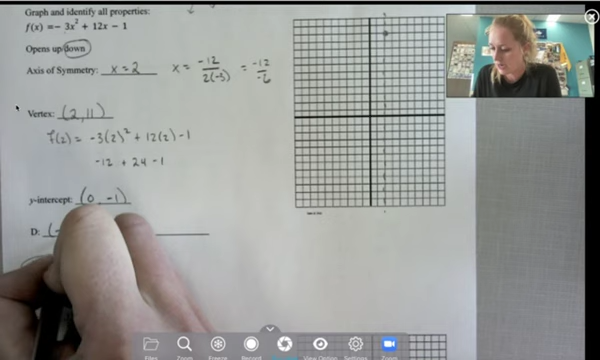 Graph and identify all properties:
f(x) = − 3x² + 12x − 1
Opens up/down
Axis of Symmetry: x = 2 x = -12 / 2(-3) = -12 / -6
Vertex: (2, 11)
f(2) = -3(2)² + 12(2) - 1
-12 + 24 - 1
y-intercept: (0, -1)
D: (-
Files Zoom Freeze Record View Option Settings Zoom